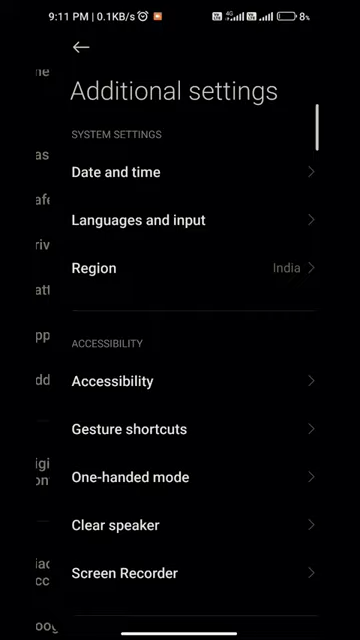 9:11 PM | 0.1KB/s
4G
8%
Additional settings
SYSTEM SETTINGS
Date and time
Languages and input
Region
India
ACCESSIBILITY
Accessibility
Gesture shortcuts
One-handed mode
Clear speaker
Screen Recorder